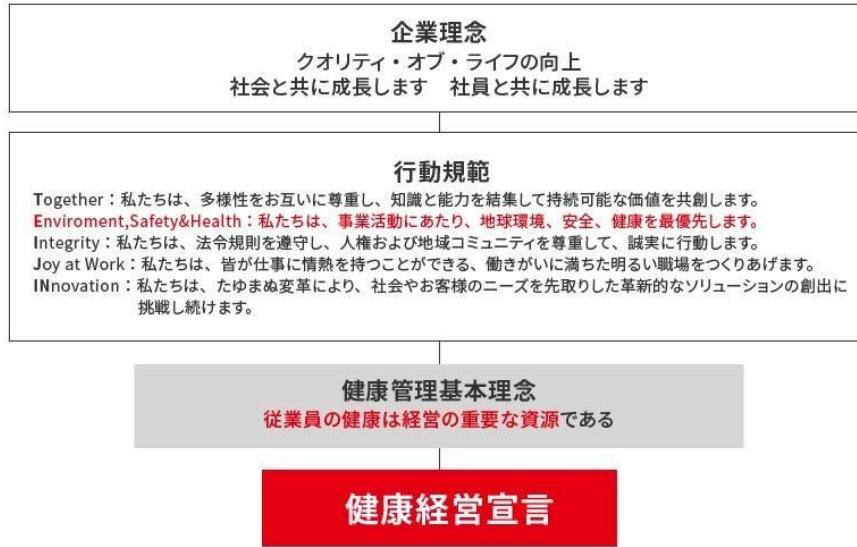 企業理念
クオリティ・オブ・ライフの向上
社会と共に成長します　社員と共に成長します
行動規範
Together：私たちは、多様性をお互いに尊重し、知識と能力を結集して持続可能な価値を共創します。
Enviroment,Safety&Health：私たちは、事業活動にあたり、地球環境、安全、健康を最優先します。
Integrity：私たちは、法令規則を遵守し、人権および地域コミュニティを尊重して、誠実に行動します。
Joy at Work：私たちは、皆が仕事に情熱を持つことができる、働きがいに満ちた明るい職場をつくりあげます。
INnovation：私たちは、たゆまぬ変革により、社会やお客様のニーズを先取りした革新的なソリューションの創出に
挑戦し続けます。
健康管理基本理念
従業員の健康は経営の重要な資源である
健康経営宣言